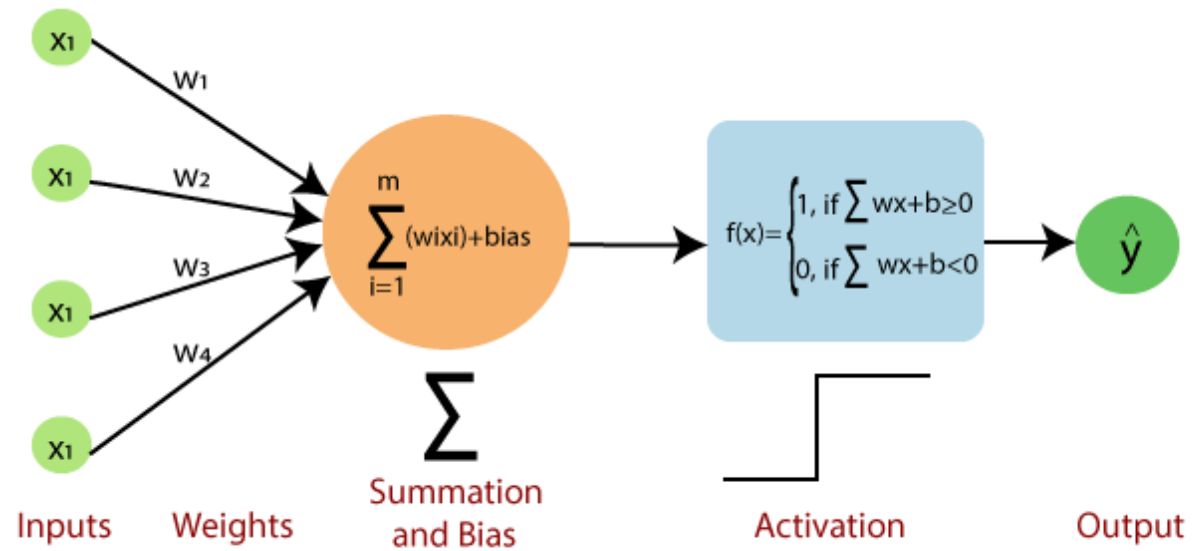 x1
w1
x1
w2
x1
w3
x1
w4
m
∑(wixi)+bias
i=1
f(x)={1, if ∑ wx+b≥0
0, if ∑ wx+b<0
ŷ
∑
Inputs
Weights
Summation
and Bias
Activation
Output